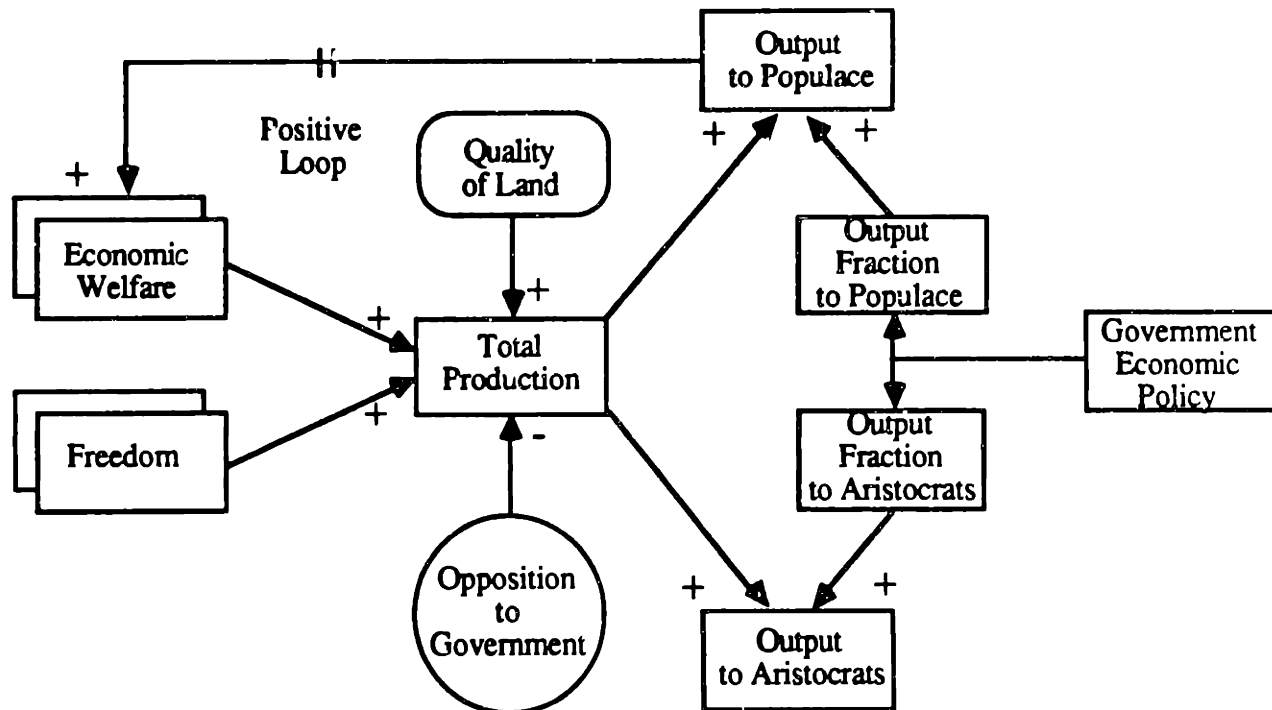 Output
to Populace
+
+
Positive
Loop
Quality
of Land
+
Economic
Welfare
+
+
Total
Production
Output
Fraction
to Populace
Government
Economic
Policy
Freedom
+
-
Output
Fraction
to Aristocrats
Opposition
to
Government
+
+
Output
to Aristocrats